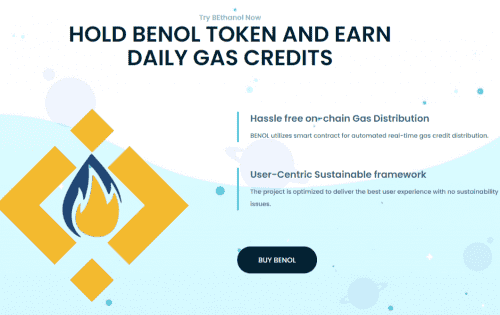 Try BEthanol Now
HOLD BENOL TOKEN AND EARN
DAILY GAS CREDITS
Hassle free on-chain Gas Distribution
BENOL utilizes smart contract for automated real-time gas credit distribution.
User-Centric Sustainable framework
The project is optimized to deliver the best user experience with no sustainability
issues.
BUY BENOL